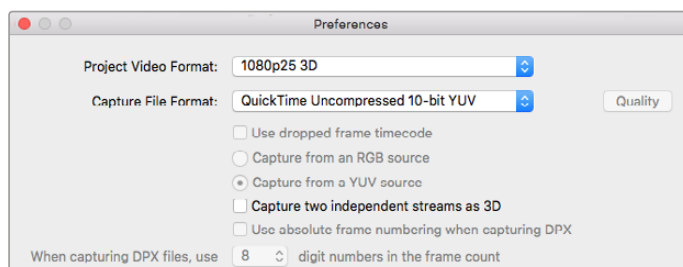 Preferences
Project Video Format: 1080p25 3D
Capture File Format: QuickTime Uncompressed 10-bit YUV Quality
Use dropped frame timecode
Capture from an RGB source
Capture from a YUV source
Capture two independent streams as 3D
Use absolute frame numbering when capturing DPX
When capturing DPX files, use 8 digit numbers in the frame count